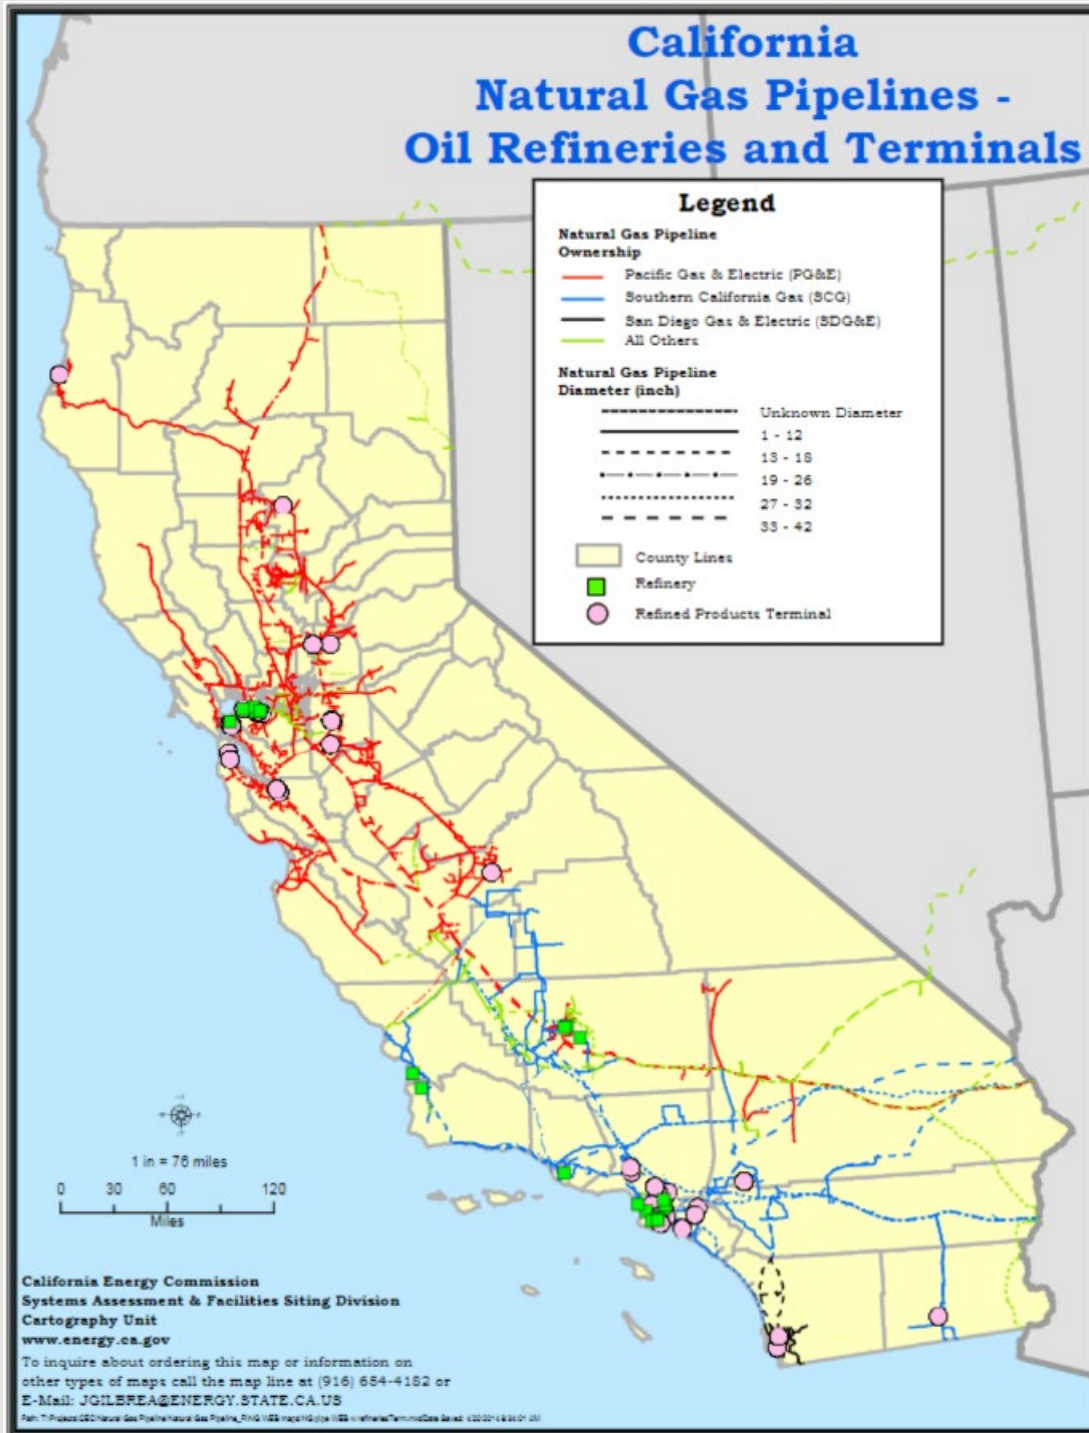 California
Natural Gas Pipelines -
Oil Refineries and Terminals
Legend
Natural Gas Pipeline
Ownership
Pacific Gas & Electric (PG&E)
Southern California Gas (SCG)
San Diego Gas & Electric (SDG&E)
All Others
Natural Gas Pipeline
Diameter (inch)
Unknown Diameter
1 - 12
13 - 18
19 - 26
27 - 32
33 - 42
County Lines
Refinery
Refined Products Terminal
1 in = 76 miles
0 30 60 120
Miles
California Energy Commission
Systems Assessment & Facilities Siting Division
Cartography Unit
www.energy.ca.gov
To inquire about ordering this map or information on
other types of maps call the map line at (916) 654-4182 or
E-Mail: JGILBREA@ENERGY.STATE.CA.US